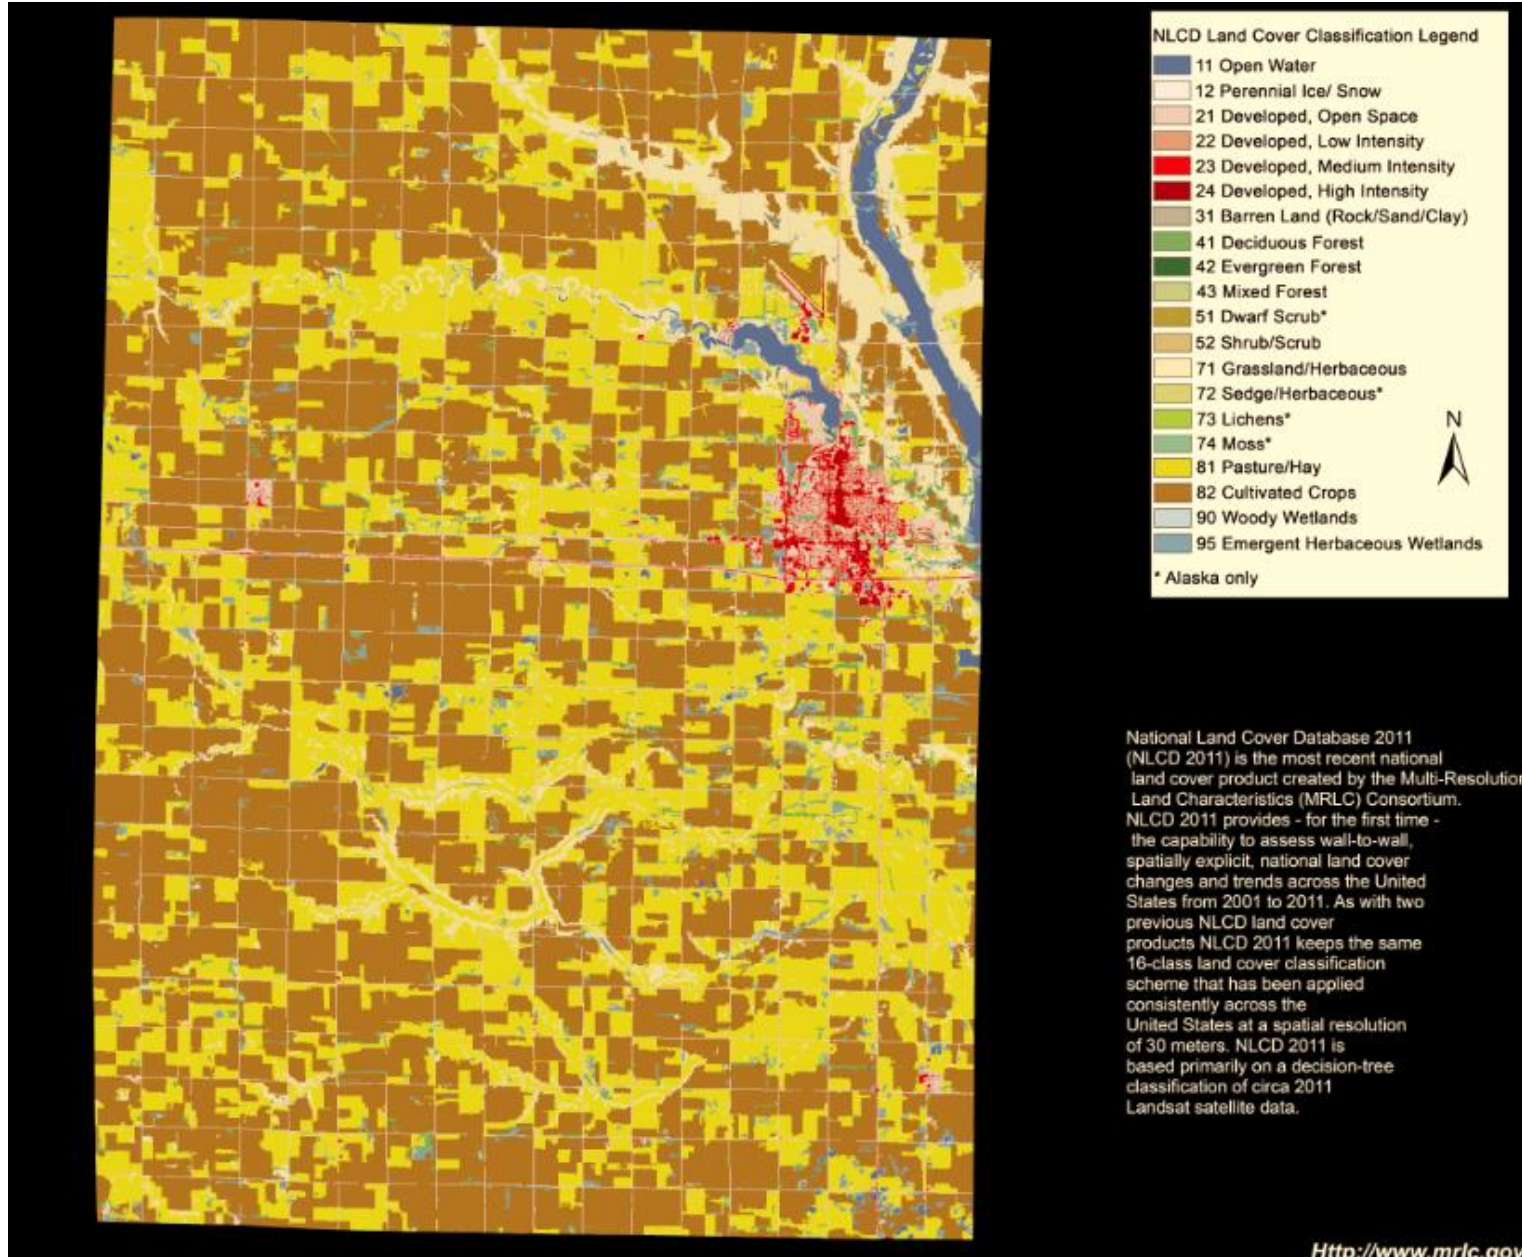 NLCD Land Cover Classification Legend
11 Open Water
12 Perennial Ice/ Snow
21 Developed, Open Space
22 Developed, Low Intensity
23 Developed, Medium Intensity
24 Developed, High Intensity
31 Barren Land (Rock/Sand/Clay)
41 Deciduous Forest
42 Evergreen Forest
43 Mixed Forest
51 Dwarf Scrub*
52 Shrub/Scrub
71 Grassland/Herbaceous
72 Sedge/Herbaceous*
73 Lichens*
74 Moss*
81 Pasture/Hay
82 Cultivated Crops
90 Woody Wetlands
95 Emergent Herbaceous Wetlands
* Alaska only
N
National Land Cover Database 2011
(NLCD 2011) is the most recent national
land cover product created by the Multi-Resolution
Land Characteristics (MRLC) Consortium.
NLCD 2011 provides - for the first time -
the capability to assess wall-to-wall,
spatially explicit, national land cover
changes and trends across the United
States from 2001 to 2011. As with two
previous NLCD land cover
products NLCD 2011 keeps the same
16-class land cover classification
scheme that has been applied
consistently across the
United States at a spatial resolution
of 30 meters. NLCD 2011 is
based primarily on a decision-tree
classification of circa 2011
Landsat satellite data.
Http://www.mrlc.gov